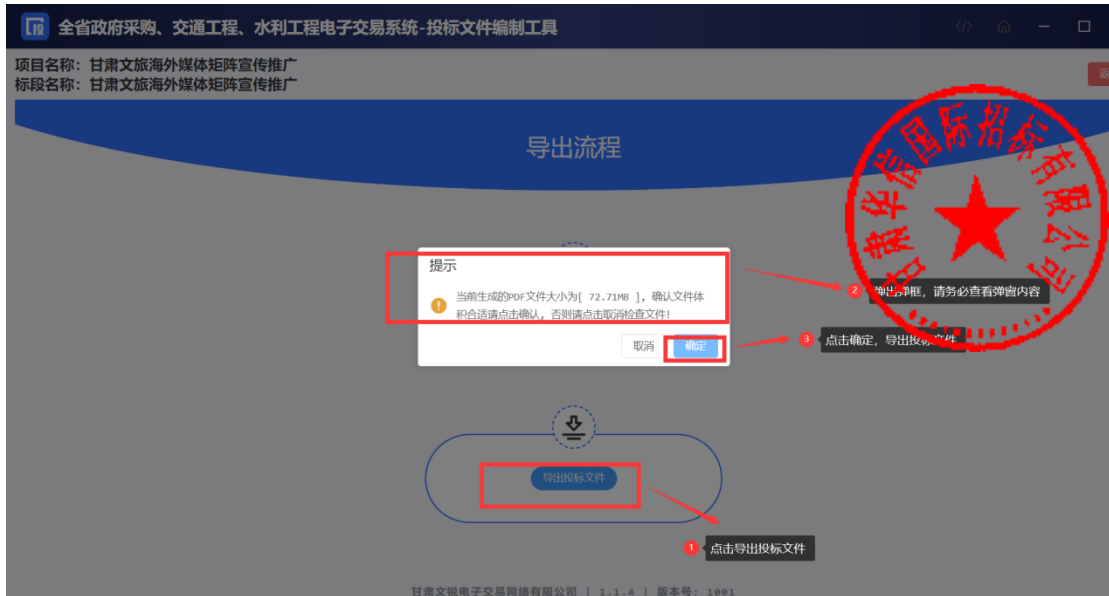 全省政府采购、交通工程、水利工程电子交易系统-投标文件编制工具
项目名称：甘肃文旅海外媒体矩阵宣传推广
标段名称：甘肃文旅海外媒体矩阵宣传推广
返
导出流程
甘肃华信国际招标有限公司
提示
当前生成的PDF文件大小为[ 72.71MB ]，确认文件体
积合适请点击确认，否则请点击取消检查文件！
取消
确定
2 弹出弹框，请务必查看弹窗内容
3 点击确定，导出投标文件
导出投标文件
1 点击导出投标文件
甘肃文锐电子交易网络有限公司 | 1.1.4 | 版本号: 1001